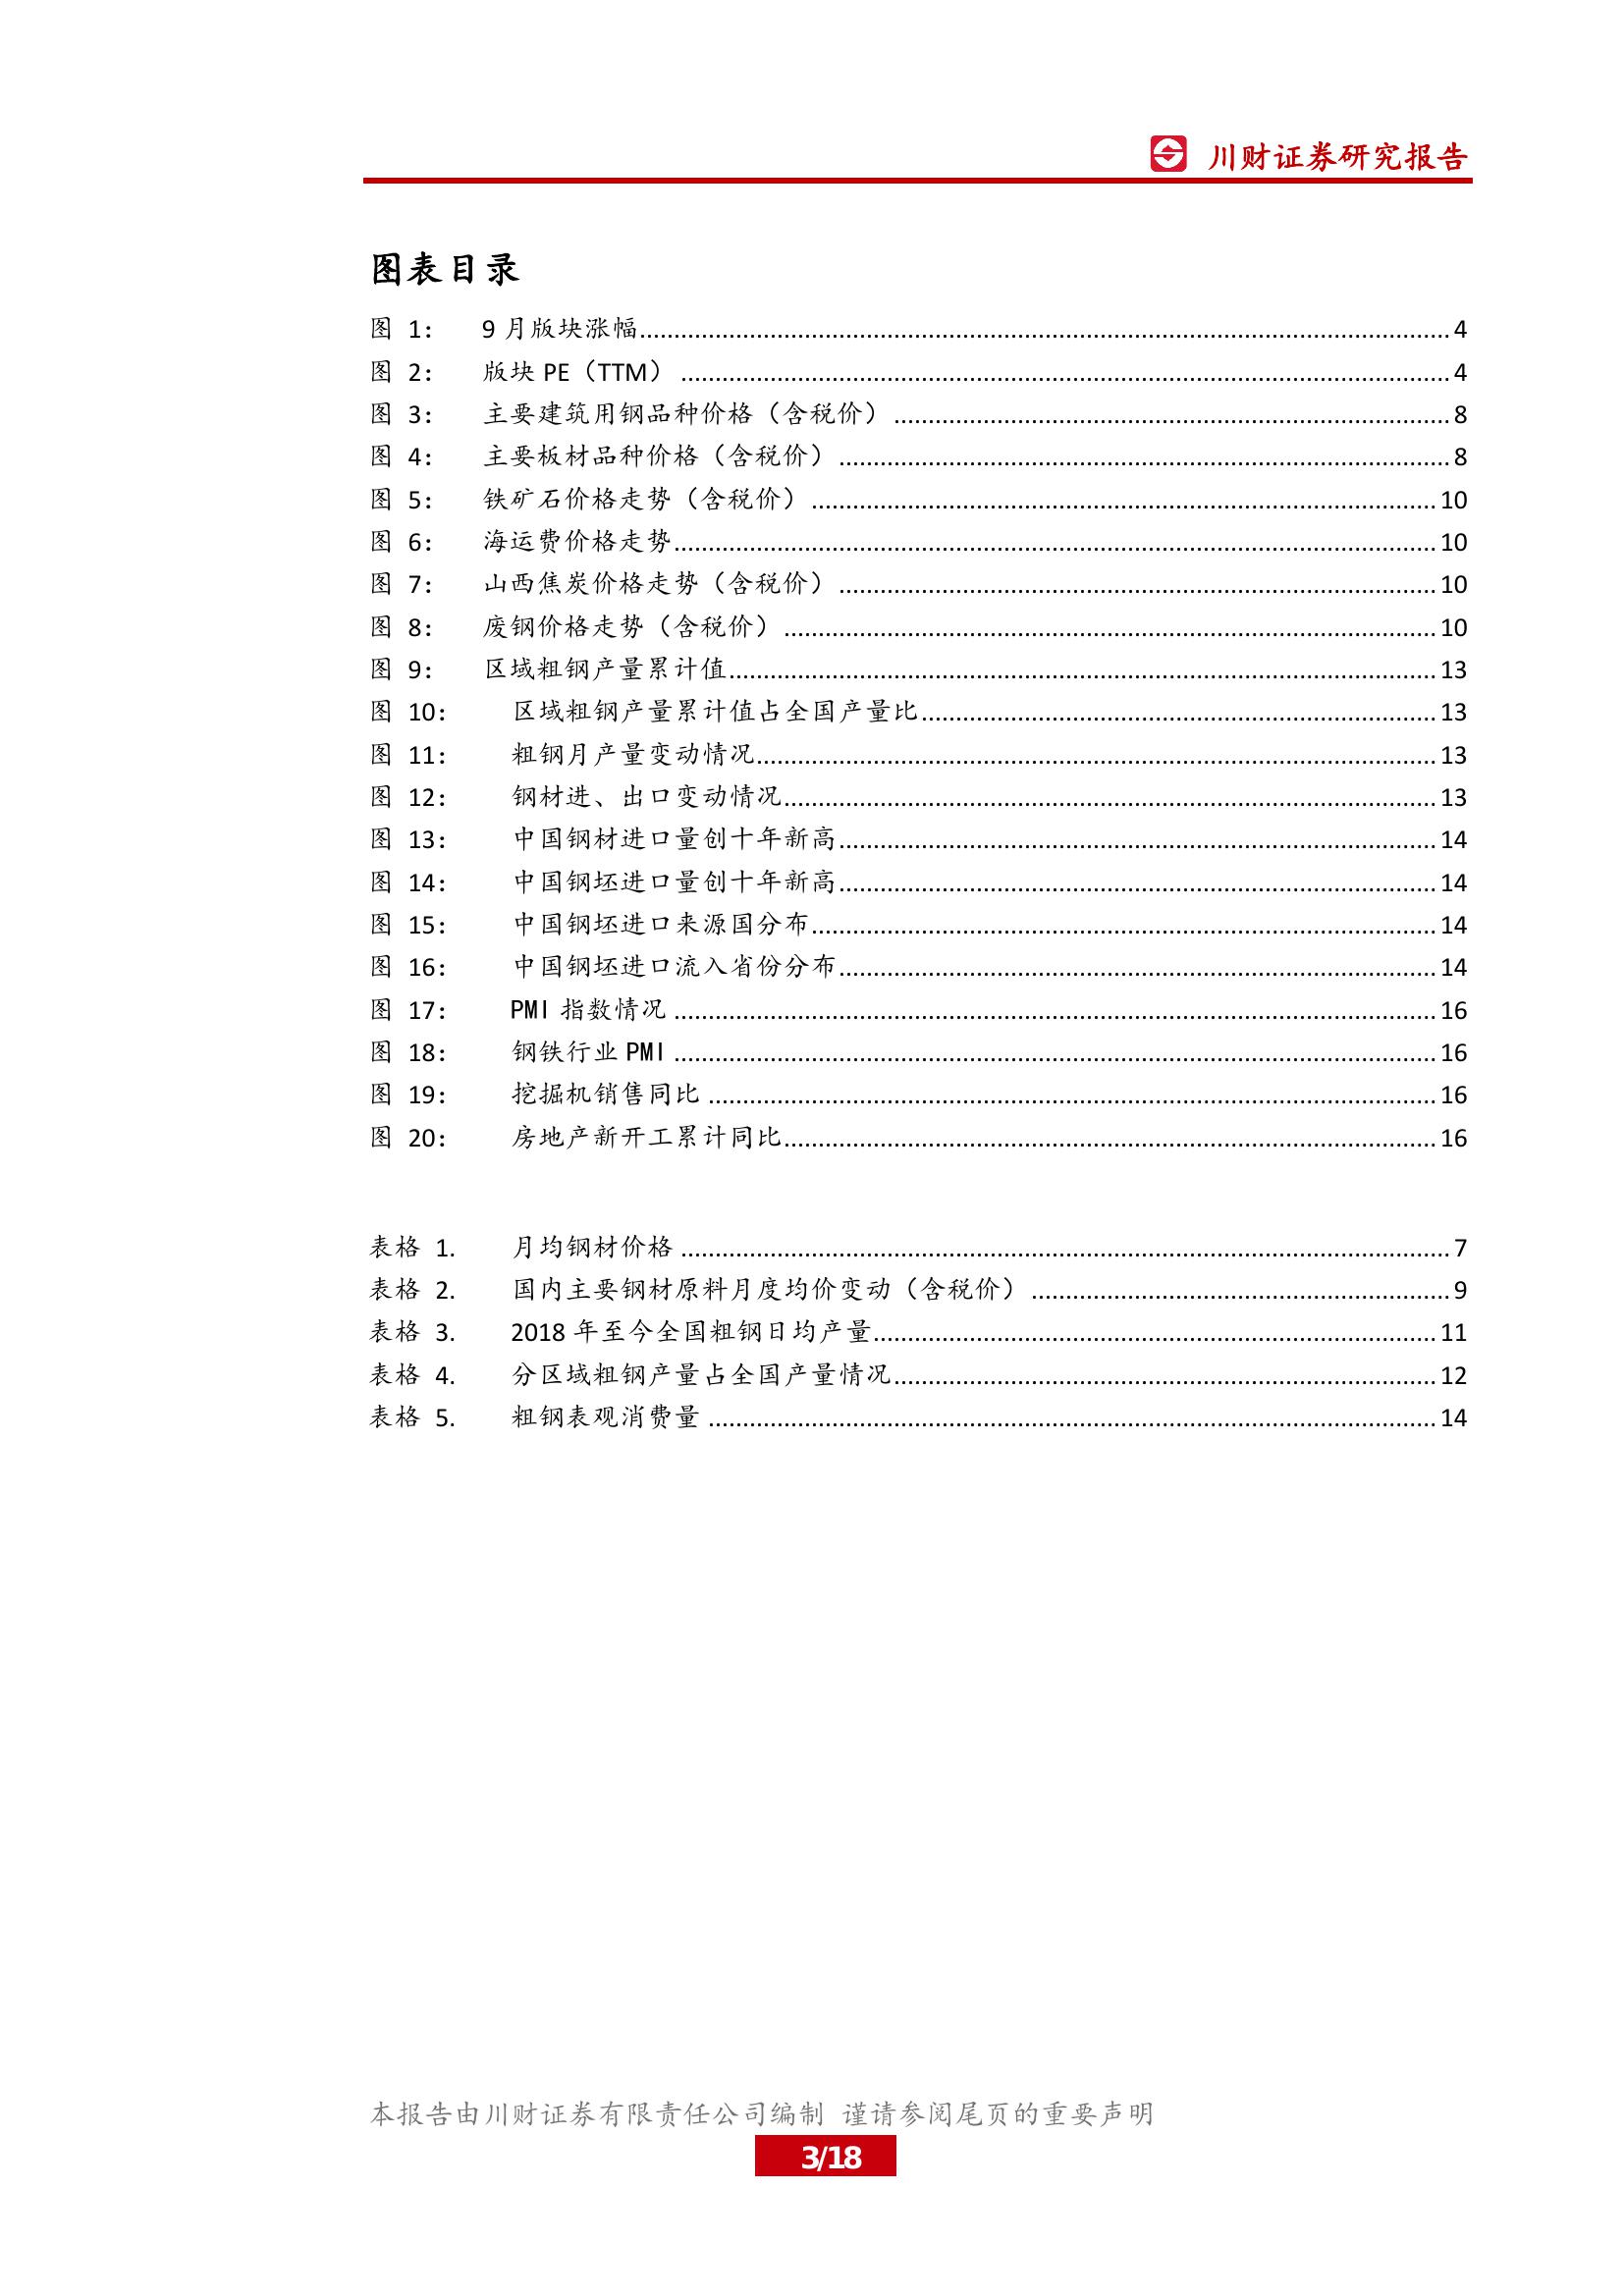 川财证券研究报告
图表目录
图 1： 9 月版块涨幅 4
图 2： 版块 PE（TTM） 4
图 3： 主要建筑用钢品种价格（含税价） 8
图 4： 主要板材品种价格（含税价） 8
图 5： 铁矿石价格走势（含税价） 10
图 6： 海运费价格走势 10
图 7： 山西焦炭价格走势（含税价） 10
图 8： 废钢价格走势（含税价） 10
图 9： 区域粗钢产量累计值 13
图 10： 区域粗钢产量累计值占全国产量比 13
图 11： 粗钢月产量变动情况 13
图 12： 钢材进、出口变动情况 13
图 13： 中国钢材进口量创十年新高 14
图 14： 中国钢坯进口量创十年新高 14
图 15： 中国钢坯进口来源国分布 14
图 16： 中国钢坯进口流入省份分布 14
图 17： PMI 指数情况 16
图 18： 钢铁行业 PMI 16
图 19： 挖掘机销售同比 16
图 20： 房地产新开工累计同比 16
表格 1. 月均钢材价格 7
表格 2. 国内主要钢材原料月度均价变动（含税价） 9
表格 3. 2018 年至今全国粗钢日均产量 11
表格 4. 分区域粗钢产量占全国产量情况 12
表格 5. 粗钢表观消费量 14
本报告由川财证券有限责任公司编制 谨请参阅尾页的重要声明
3/18